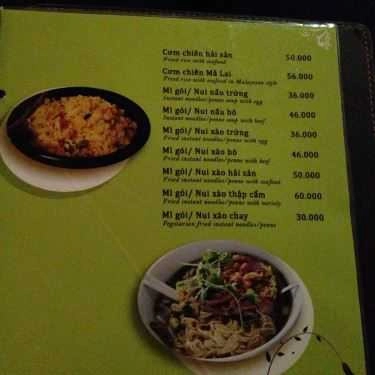 Cơm chiên hải sản 50.000
Fried rice with seafood
Cơm chiên Mã Lai 56.000
Fried rice with seafood in Malaysian style
Mì gói/ Nui nấu trứng 36.000
Instant noodles/penne soup with egg
Mì gói/ Nui nấu bò 46.000
Instant noodles/penne soup with beef
Mì gói/ Nui xào trứng 36.000
Fried instant noodles/penne with egg
Mì gói/ Nui xào bò 46.000
Fried instant noodles/penne with beef
Mì gói/ Nui xào hải sản 50.000
Fried instant noodles/penne with seafood
Mì gói/ Nui xào thập cẩm 60.000
Fried instant noodles/penne with variety
Mì gói/ Nui xào chay 30.000
Vegetarian fried instant noodles/penne